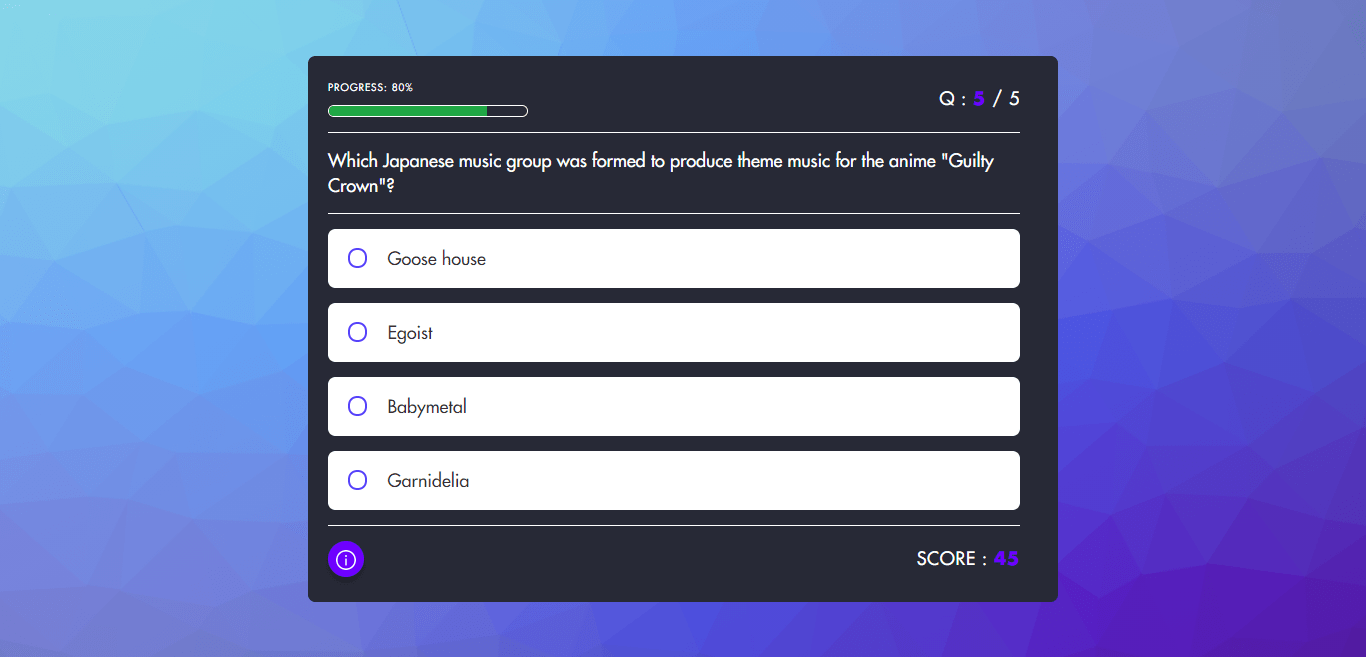 PROGRESS: 80%
Q : 5 / 5
Which Japanese music group was formed to produce theme music for the anime "Guilty
Crown"?
Goose house
Egoist
Babymetal
Garnidelia
SCORE : 45